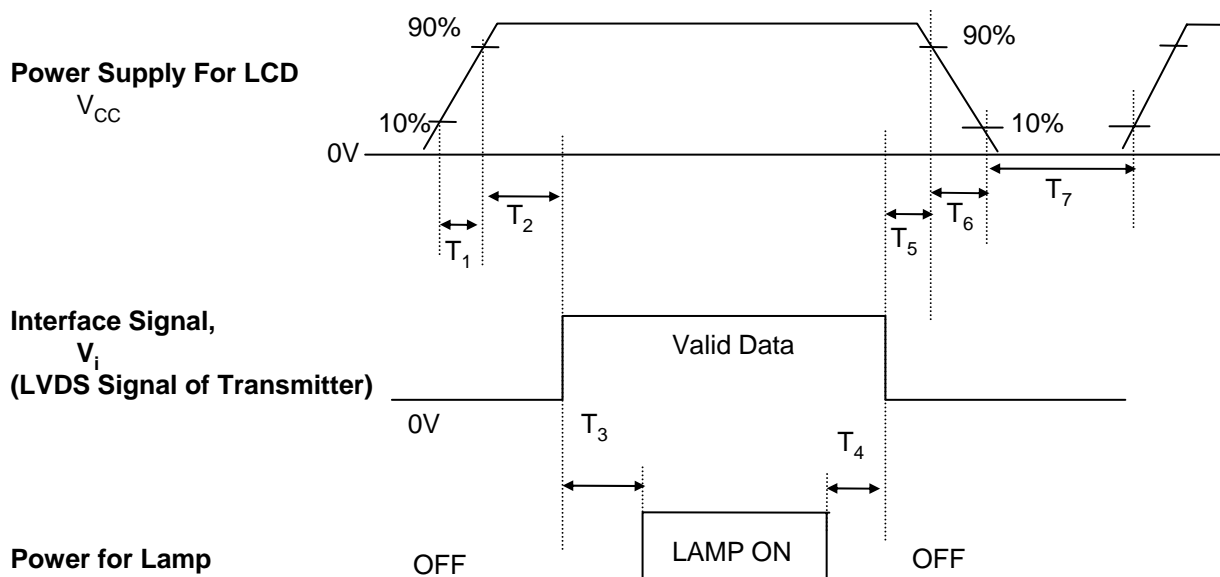 90%
90%
Power Supply For LCD
VCC
10%
10%
0V
T1
T2
T5
T6
T7
Interface Signal,
Vi
(LVDS Signal of Transmitter)
Valid Data
0V
T3
T4
Power for Lamp
OFF
LAMP ON
OFF